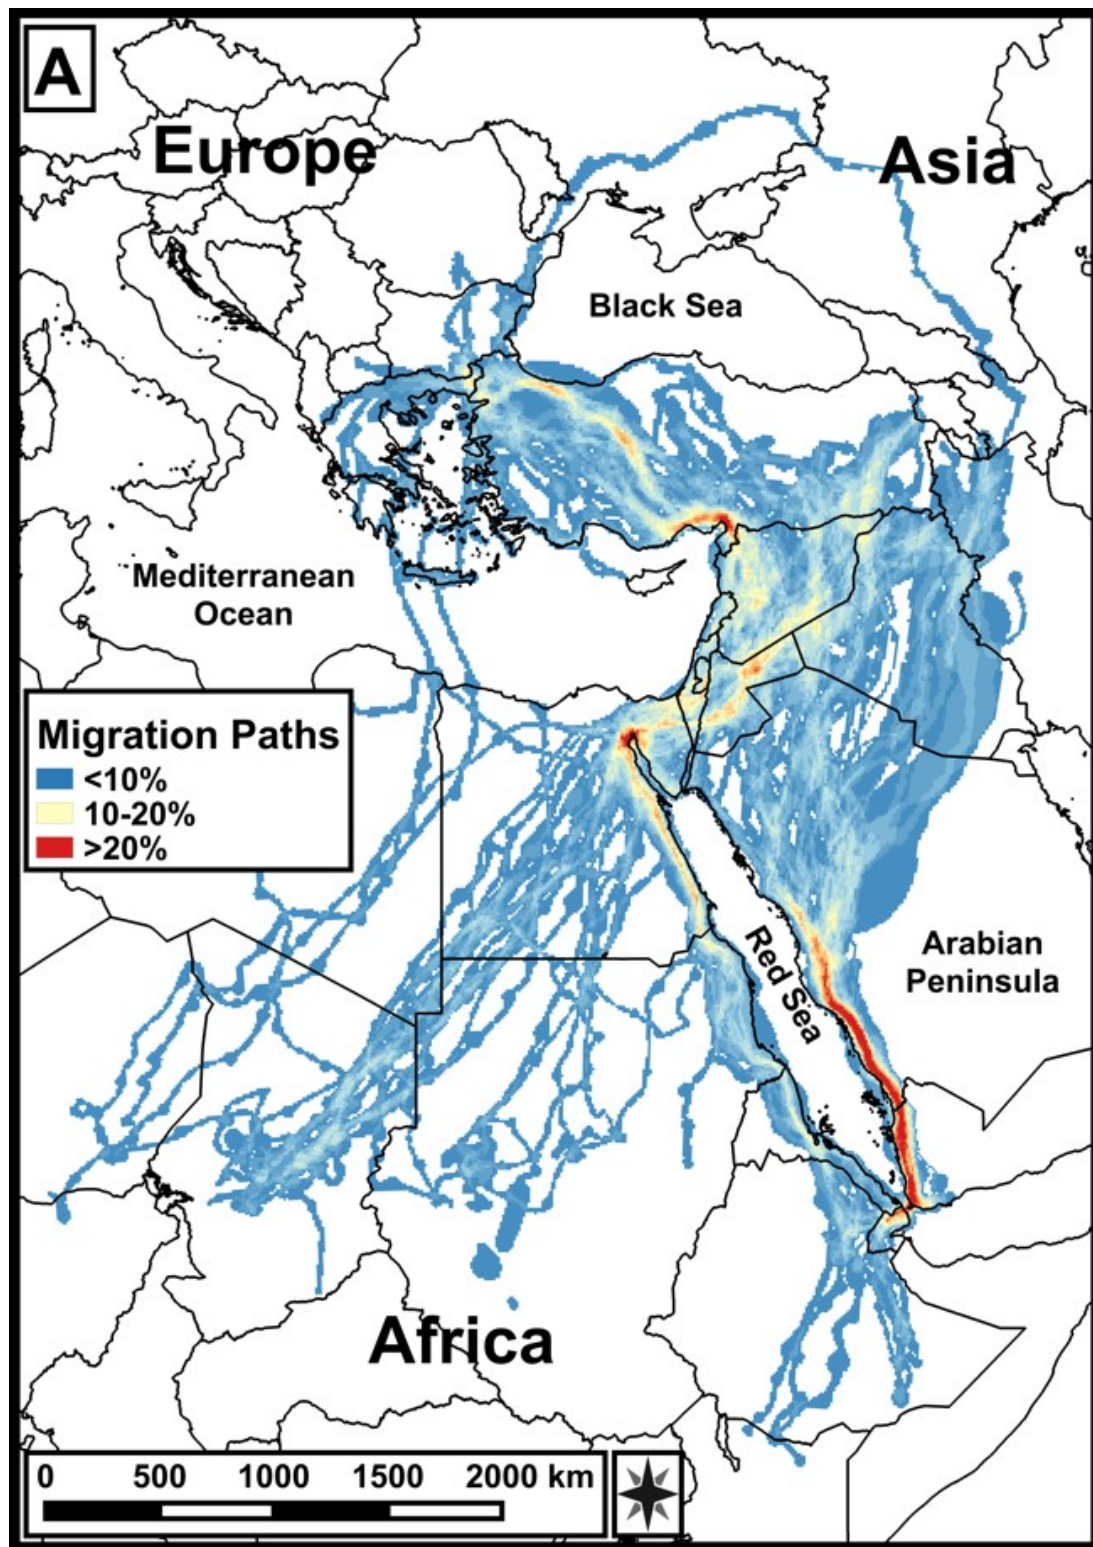 A
Europe
Asia
Black Sea
Mediterranean
Ocean
Migration Paths
<10%
10-20%
>20%
Red Sea
Arabian
Peninsula
Africa
0 500 1000 1500 2000 km